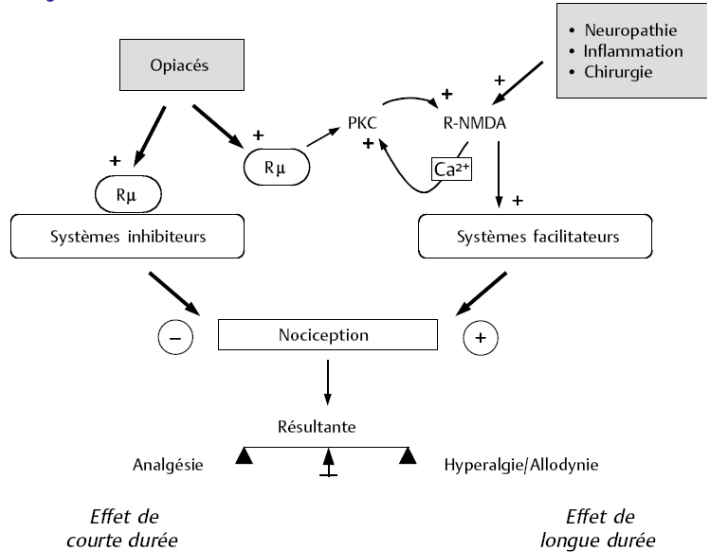 • Neuropathie
• Inflammation
• Chirurgie
Opiacés
+
+
+
+
PKC
R-NMDA
+
Rμ
Ca²⁺
+
Rμ
+
Systèmes inhibiteurs
Systèmes facilitateurs
−
Nociception
+
Résultante
Analgésie
Hyperalgie/Allodynie
Effet de
courte durée
Effet de
longue durée